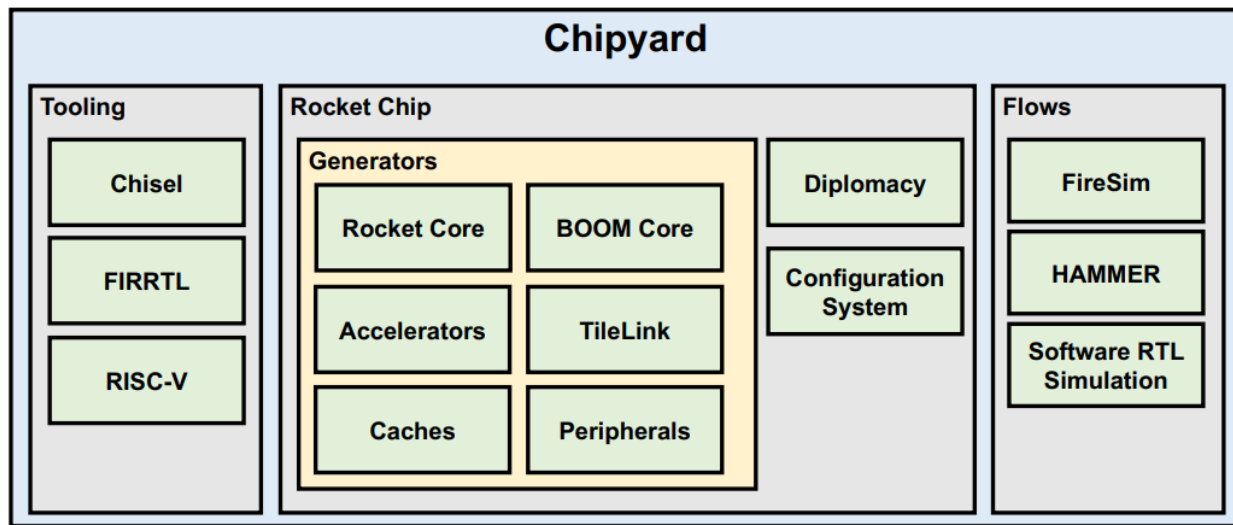 Chipyard
Tooling
Chisel
FIRRTL
RISC-V
Rocket Chip
Generators
Rocket Core
BOOM Core
Accelerators
TileLink
Caches
Peripherals
Diplomacy
Configuration
System
Flows
FireSim
HAMMER
Software RTL
Simulation